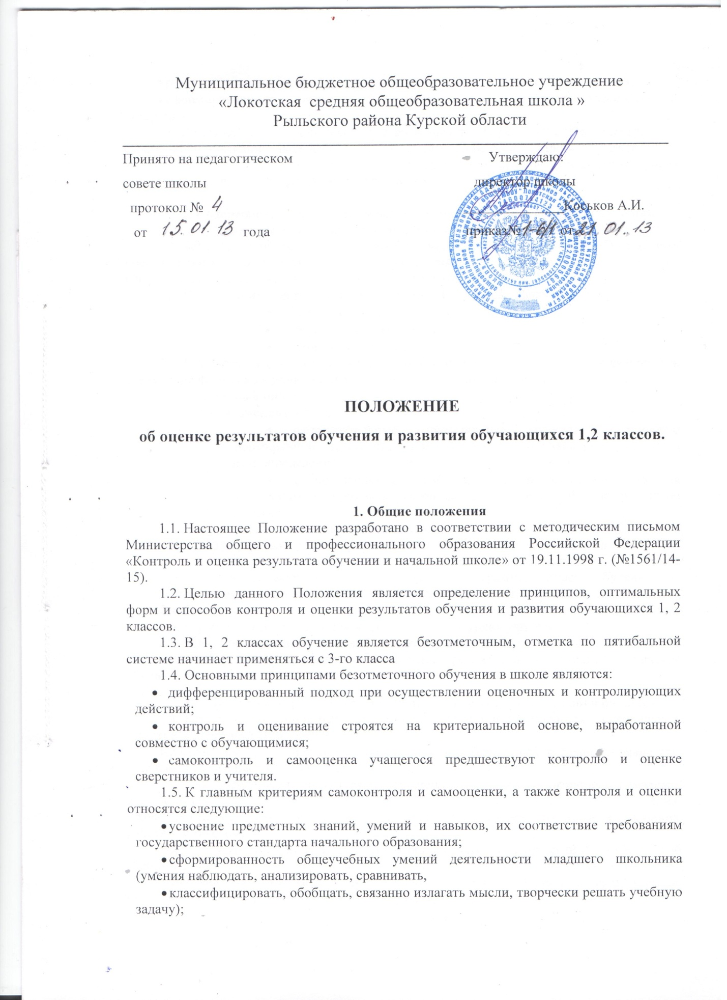 Муниципальное бюджетное общеобразовательное учреждение
«Локотская средняя общеобразовательная школа »
Рыльского района Курской области
Принято на педагогическом
Утверждаю:
совете школы
директор школы
протокол № 4
Коськов А.И.
от 15.01.13 года
приказ№ 1-6/1 от 21.01.13
ПОЛОЖЕНИЕ
об оценке результатов обучения и развития обучающихся 1,2 классов.
1. Общие положения
1.1. Настоящее Положение разработано в соответствии с методическим письмом
Министерства общего и профессионального образования Российской Федерации
«Контроль и оценка результата обучении и начальной школе» от 19.11.1998 г. (№1561/14-
15).
1.2. Целью данного Положения является определение принципов, оптимальных
форм и способов контроля и оценки результатов обучения и развития обучающихся 1, 2
классов.
1.3. В 1, 2 классах обучение является безотметочным, отметка по пятибальной
системе начинает применяться с 3-го класса
1.4. Основными принципами безотметочного обучения в школе являются:
• дифференцированный подход при осуществлении оценочных и контролирующих
действий;
• контроль и оценивание строятся на критериальной основе, выработанной
совместно с обучающимися;
• самоконтроль и самооценка учащегося предшествуют контролю и оценке
сверстников и учителя.
1.5. К главным критериям самоконтроля и самооценки, а также контроля и оценки
относятся следующие:
•усвоение предметных знаний, умений и навыков, их соответствие требованиям
государственного стандарта начального образования;
•сформированность общеучебных умений деятельности младшего школьника
(умения наблюдать, анализировать, сравнивать,
•классифицировать, обобщать, связанно излагать мысли, творчески решать учебную
задачу);